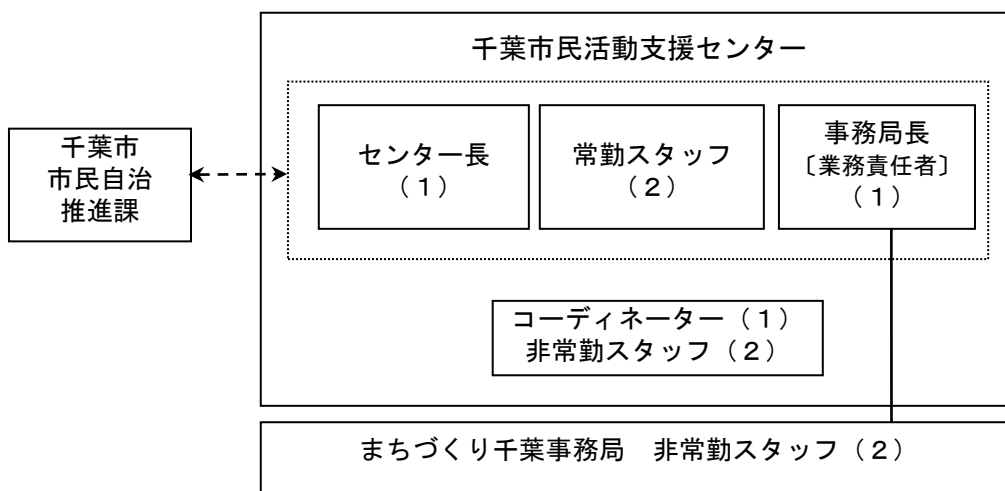 千葉市民活動支援センター
千葉市
市民自治
推進課
センター長
（１）
常勤スタッフ
（２）
事務局長
〔業務責任者〕
（１）
コーディネーター（１）
非常勤スタッフ（２）
まちづくり千葉事務局　非常勤スタッフ（２）